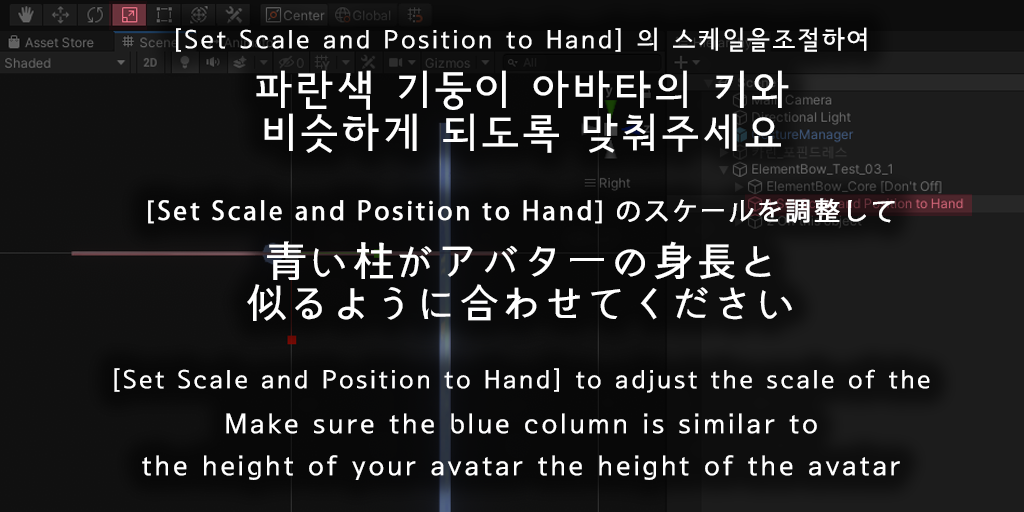 Center
Global
Asset Store
Scene
[Set Scale and Position to Hand] 의 스케일을조절하여
Shaded
2D
0
Gizmos
All
파란색 기둥이 아바타의 키와
Camera
Directional Light
비슷하게 되도록 맞춰주세요
tureManager
ElementBow_Test_03_1
Right
ElementBow_Core [Don't Off]
[Set Scale and Position to Hand] のスケールを調整して
to Hand
青い柱がアバターの身長と
似るように合わせてください
[Set Scale and Position to Hand] to adjust the scale of the
Make sure the blue column is similar to
the height of your avatar the height of the avatar